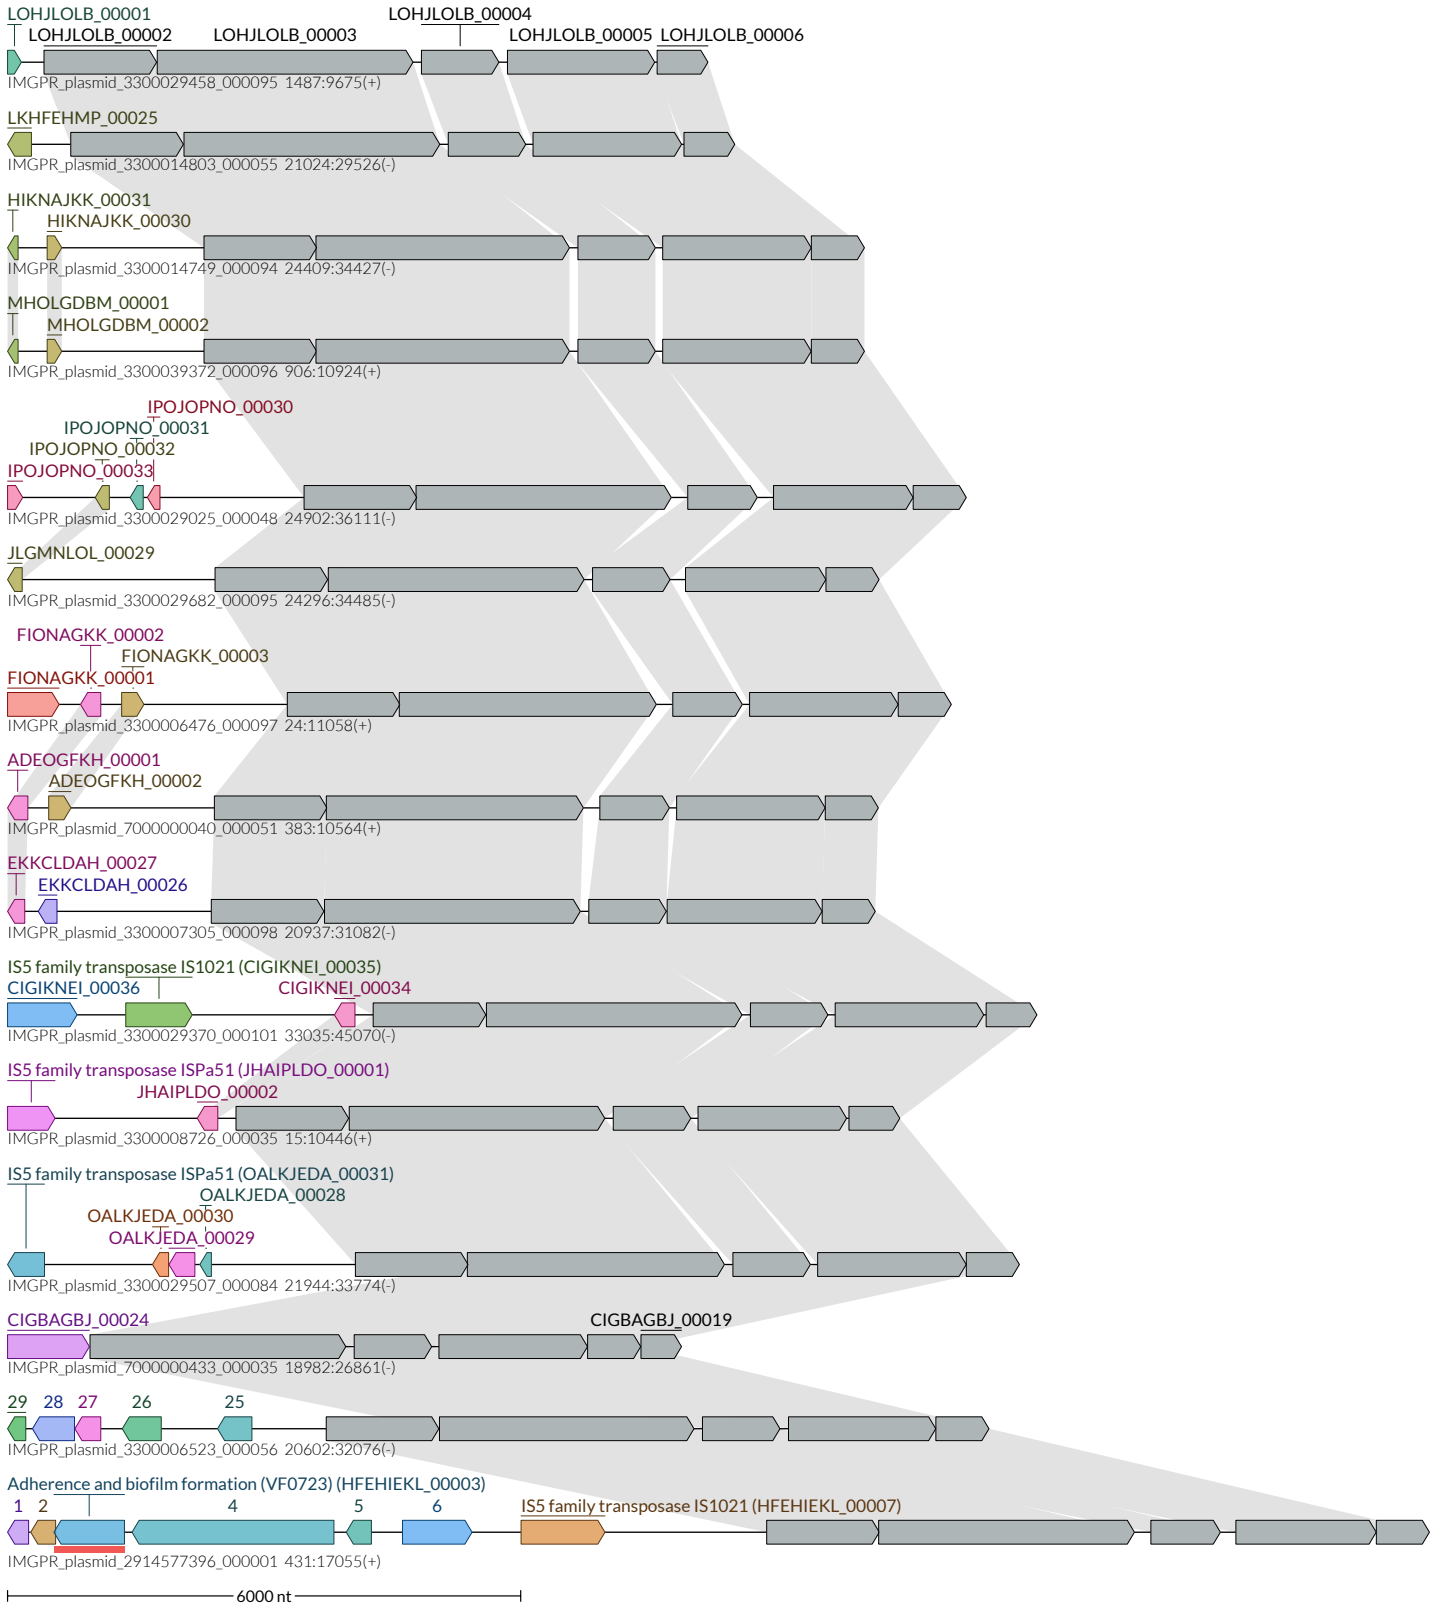 LOHJLOLB_00001
LOHJLOLB_00004
LOHJLOLB_00002 LOHJLOLB_00003 LOHJLOLB_00005 LOHJLOLB_00006
IMGPR_plasmid_3300029458_000095 1487:9675(+)
LKHFEHMP_00025
IMGPR_plasmid_3300014803_000055 21024:29526(-)
HIKNAJKK_00031
HIKNAJKK_00030
IMGPR_plasmid_3300014749_000094 24409:34427(-)
MHOLGDBM_00001
MHOLGDBM_00002
IMGPR_plasmid_3300039372_000096 906:10924(+)
IPOJOPNO_00030
IPOJOPNO_00031
IPOJOPNO_00032
IPOJOPNO_00033
IMGPR_plasmid_3300029025_000048 24902:36111(-)
JLGMNLOL_00029
IMGPR_plasmid_3300029682_000095 24296:34485(-)
FIONAGKK_00002
FIONAGKK_00003
FIONAGKK_00001
IMGPR_plasmid_3300006476_000097 24:11058(+)
ADEOGFKH_00001
ADEOGFKH_00002
IMGPR_plasmid_7000000040_000051 383:10564(+)
EKKCLDAH_00027
EKKCLDAH_00026
IMGPR_plasmid_3300007305_000098 20937:31082(-)
IS5 family transposase IS1021 (CIGIKNEI_00035)
CIGIKNEI_00036 CIGIKNEI_00034
IMGPR_plasmid_3300029370_000101 33035:45070(-)
IS5 family transposase ISPa51 (JHAIPLDO_00001)
JHAIPLDO_00002
IMGPR_plasmid_3300008726_000035 15:10446(+)
IS5 family transposase ISPa51 (OALKJEDA_00031)
OALKJEDA_00028
OALKJEDA_00030
OALKJEDA_00029
IMGPR_plasmid_3300029507_000084 21944:33774(-)
CIGBAGBJ_00024 CIGBAGBJ_00019
IMGPR_plasmid_7000000433_000035 18982:26861(-)
29 28 27 26 25
IMGPR_plasmid_3300006523_000056 20602:32076(-)
Adherence and biofilm formation (VF0723) (HFEHIEKL_00003)
1 2 4 5 6 IS5 family transposase IS1021 (HFEHIEKL_00007)
IMGPR_plasmid_2914577396_000001 431:17055(+)
6000 nt